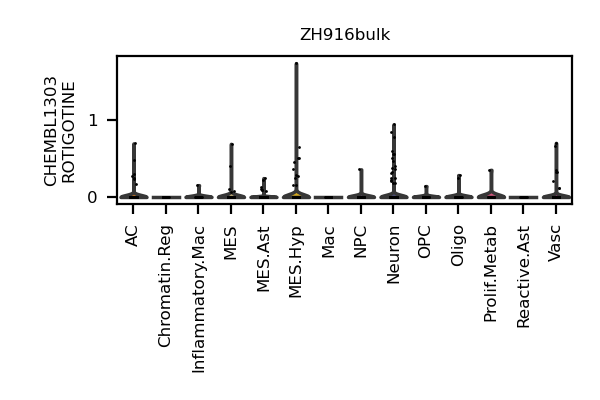 ZH916bulk
CHEMBL1303
ROTIGOTINE
1
0
AC
Chromatin.Reg
Inflammatory.Mac
MES
MES.Ast
MES.Hyp
Mac
NPC
Neuron
OPC
Oligo
Prolif.Metab
Reactive.Ast
Vasc